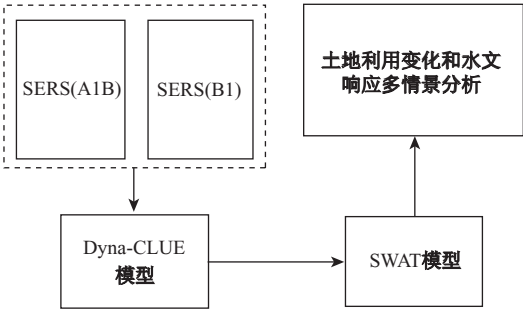 SERS(A1B)
SERS(B1)
土地利用变化和水文
响应多情景分析
Dyna-CLUE
模型
SWAT模型